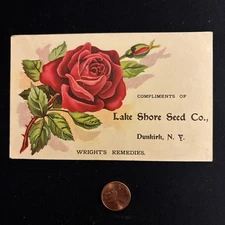 COMPLIMENTS OF
Lake Shore Seed Co.,
Dunkirk, N. Y.
WRIGHT'S REMEDIES.